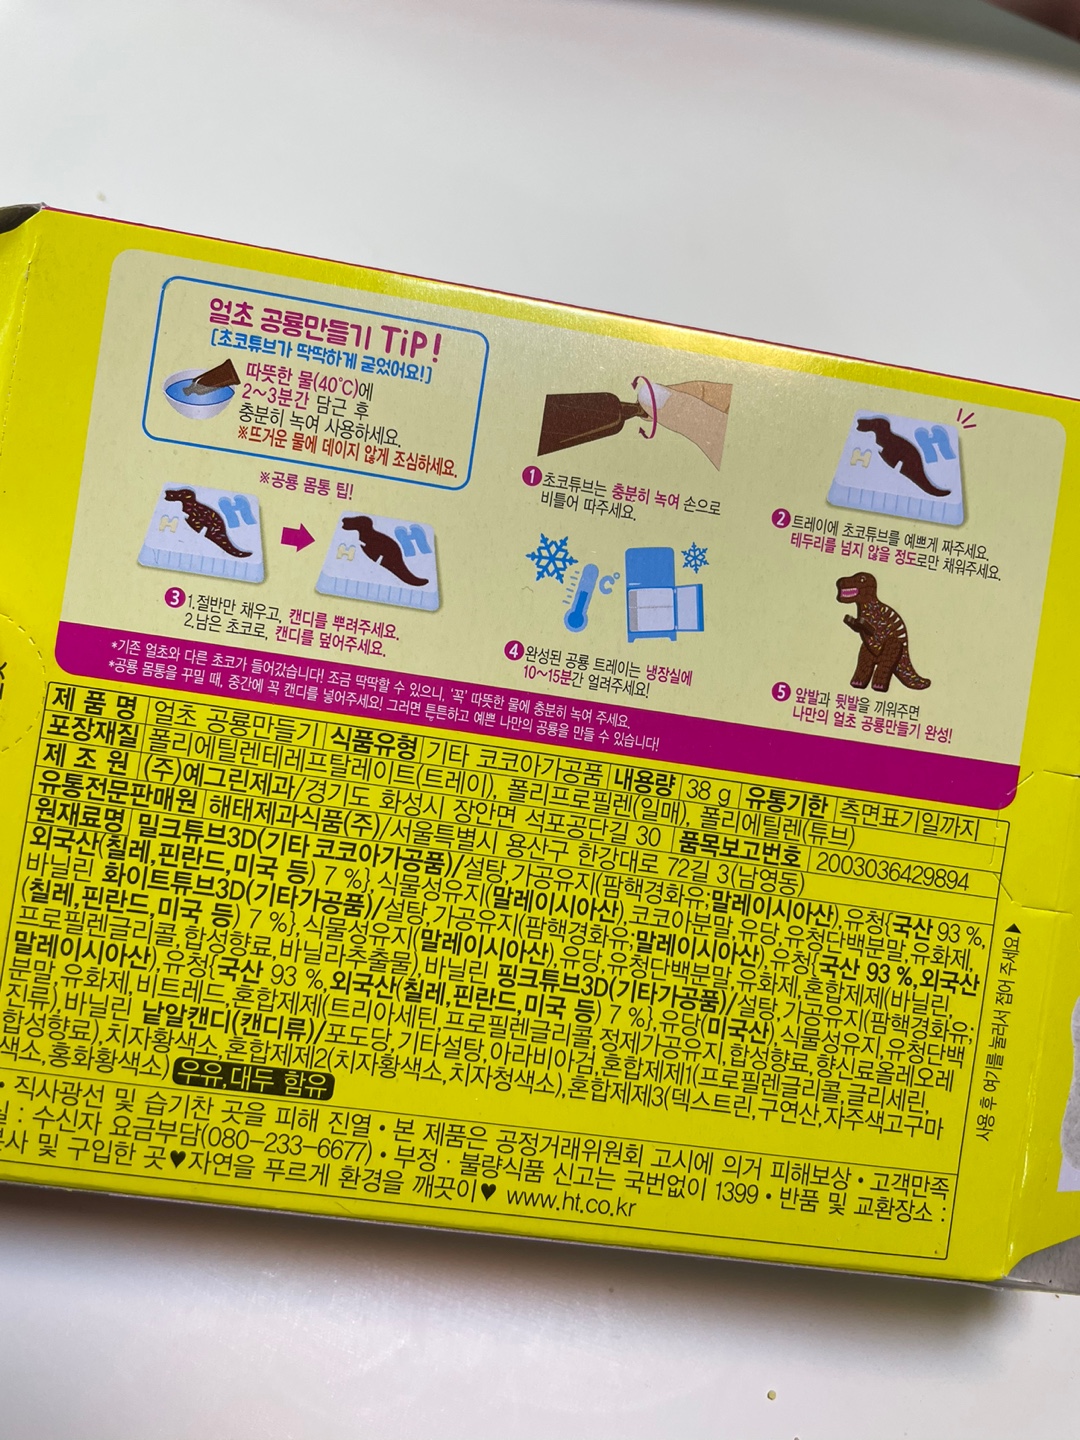 얼초 공룡만들기 TiP!
[초코튜브가 딱딱하게 굳었어요!]
따뜻한 물(40℃)에
2~3분간 담근 후
충분히 녹여 사용하세요.
※뜨거운 물에 데이지 않게 조심하세요.
1 초코튜브는 충분히 녹여 손으로
비틀어 따주세요.
H
H
2 트레이에 초코튜브를 예쁘게 짜주세요.
테두리를 넘지 않을 정도로만 채워주세요.
※공룡 몸통 팁!
H
H
H
H
3 1.절반만 채우고, 캔디를 뿌려주세요.
2.남은 초코로, 캔디를 덮어주세요.
C°
4 완성된 공룡 트레이는 냉장실에
10~15분간 얼려주세요!
5 앞발과 뒷발을 끼워주면
나만의 얼초 공룡만들기 완성!
*기존 얼초와 다른 초코가 들어갔습니다! 조금 딱딱할 수 있으니, '꼭' 따뜻한 물에 충분히 녹여 주세요.
*공룡 몸통을 꾸밀 때, 중간에 꼭 캔디를 넣어주세요! 그러면 튼튼하고 예쁜 나만의 공룡을 만들 수 있습니다!
제 품 명 얼초 공룡만들기 식품유형 기타 코코아가공품 내용량 38 g 유통기한 측면표기일까지
포장재질 폴리에틸렌테레프탈레이트(트레이), 폴리프로필렌(일매), 폴리에틸렌(튜브)
제 조 원 (주)예그린제과/경기도 화성시 장안면 석포공단길 30 품목보고번호 2003036429894
유통전문판매원 해태제과식품(주)/서울특별시 용산구 한강대로 72길 3(남영동)
원재료명 밀크튜브3D(기타 코코아가공품)/설탕,가공유지(팜핵경화유;말레이시아산),유청{국산 93 %,
외국산(칠레,핀란드,미국 등) 7 %},식물성유지(말레이시아산),코코아분말,유당,유청단백분말,유화제,
바닐린 화이트튜브3D(기타가공품)/설탕,가공유지(팜핵경화유;말레이시아산),유청{국산 93 %,외국산
(칠레,핀란드,미국 등) 7 %},식물성유지(말레이시아산),유당,유청단백분말,유화제,혼합제제(바닐린,
프로필렌글리콜,합성향료,바닐라추출물),바닐린 핑크튜브3D(기타가공품)/설탕,가공유지(팜핵경화유;
말레이시아산),유청{국산 93 %,외국산(칠레,핀란드,미국 등) 7 %},유당(미국산),식물성유지,유청단백
분말,유화제,비트레드,혼합제제(트리아세틴,프로필렌글리콜,정제가공유지,합성향료,향신료올레오레
진류),바닐린 낱알캔디(캔디류)/포도당,기타설탕,아라비아검,혼합제제1(프로필렌글리콜,글리세린,
합성향료),치자황색소,혼합제제2(치자황색소,치자청색소),혼합제제3(덱스트린,구연산,자주색고구마
색소,홍화황색소) 우유,대두 함유
• 직사광선 및 습기찬 곳을 피해 진열 • 본 제품은 공정거래위원회 고시에 의거 피해보상 • 고객만족
: 수신자 요금부담(080-233-6677) • 부정 · 불량식품 신고는 국번없이 1399 • 반품 및 교환장소 :
및 구입한 곳♥자연을 푸르게 환경을 깨끗이♥ www.ht.co.kr
사용 후 여기를 눌러서 접어 주세요▶